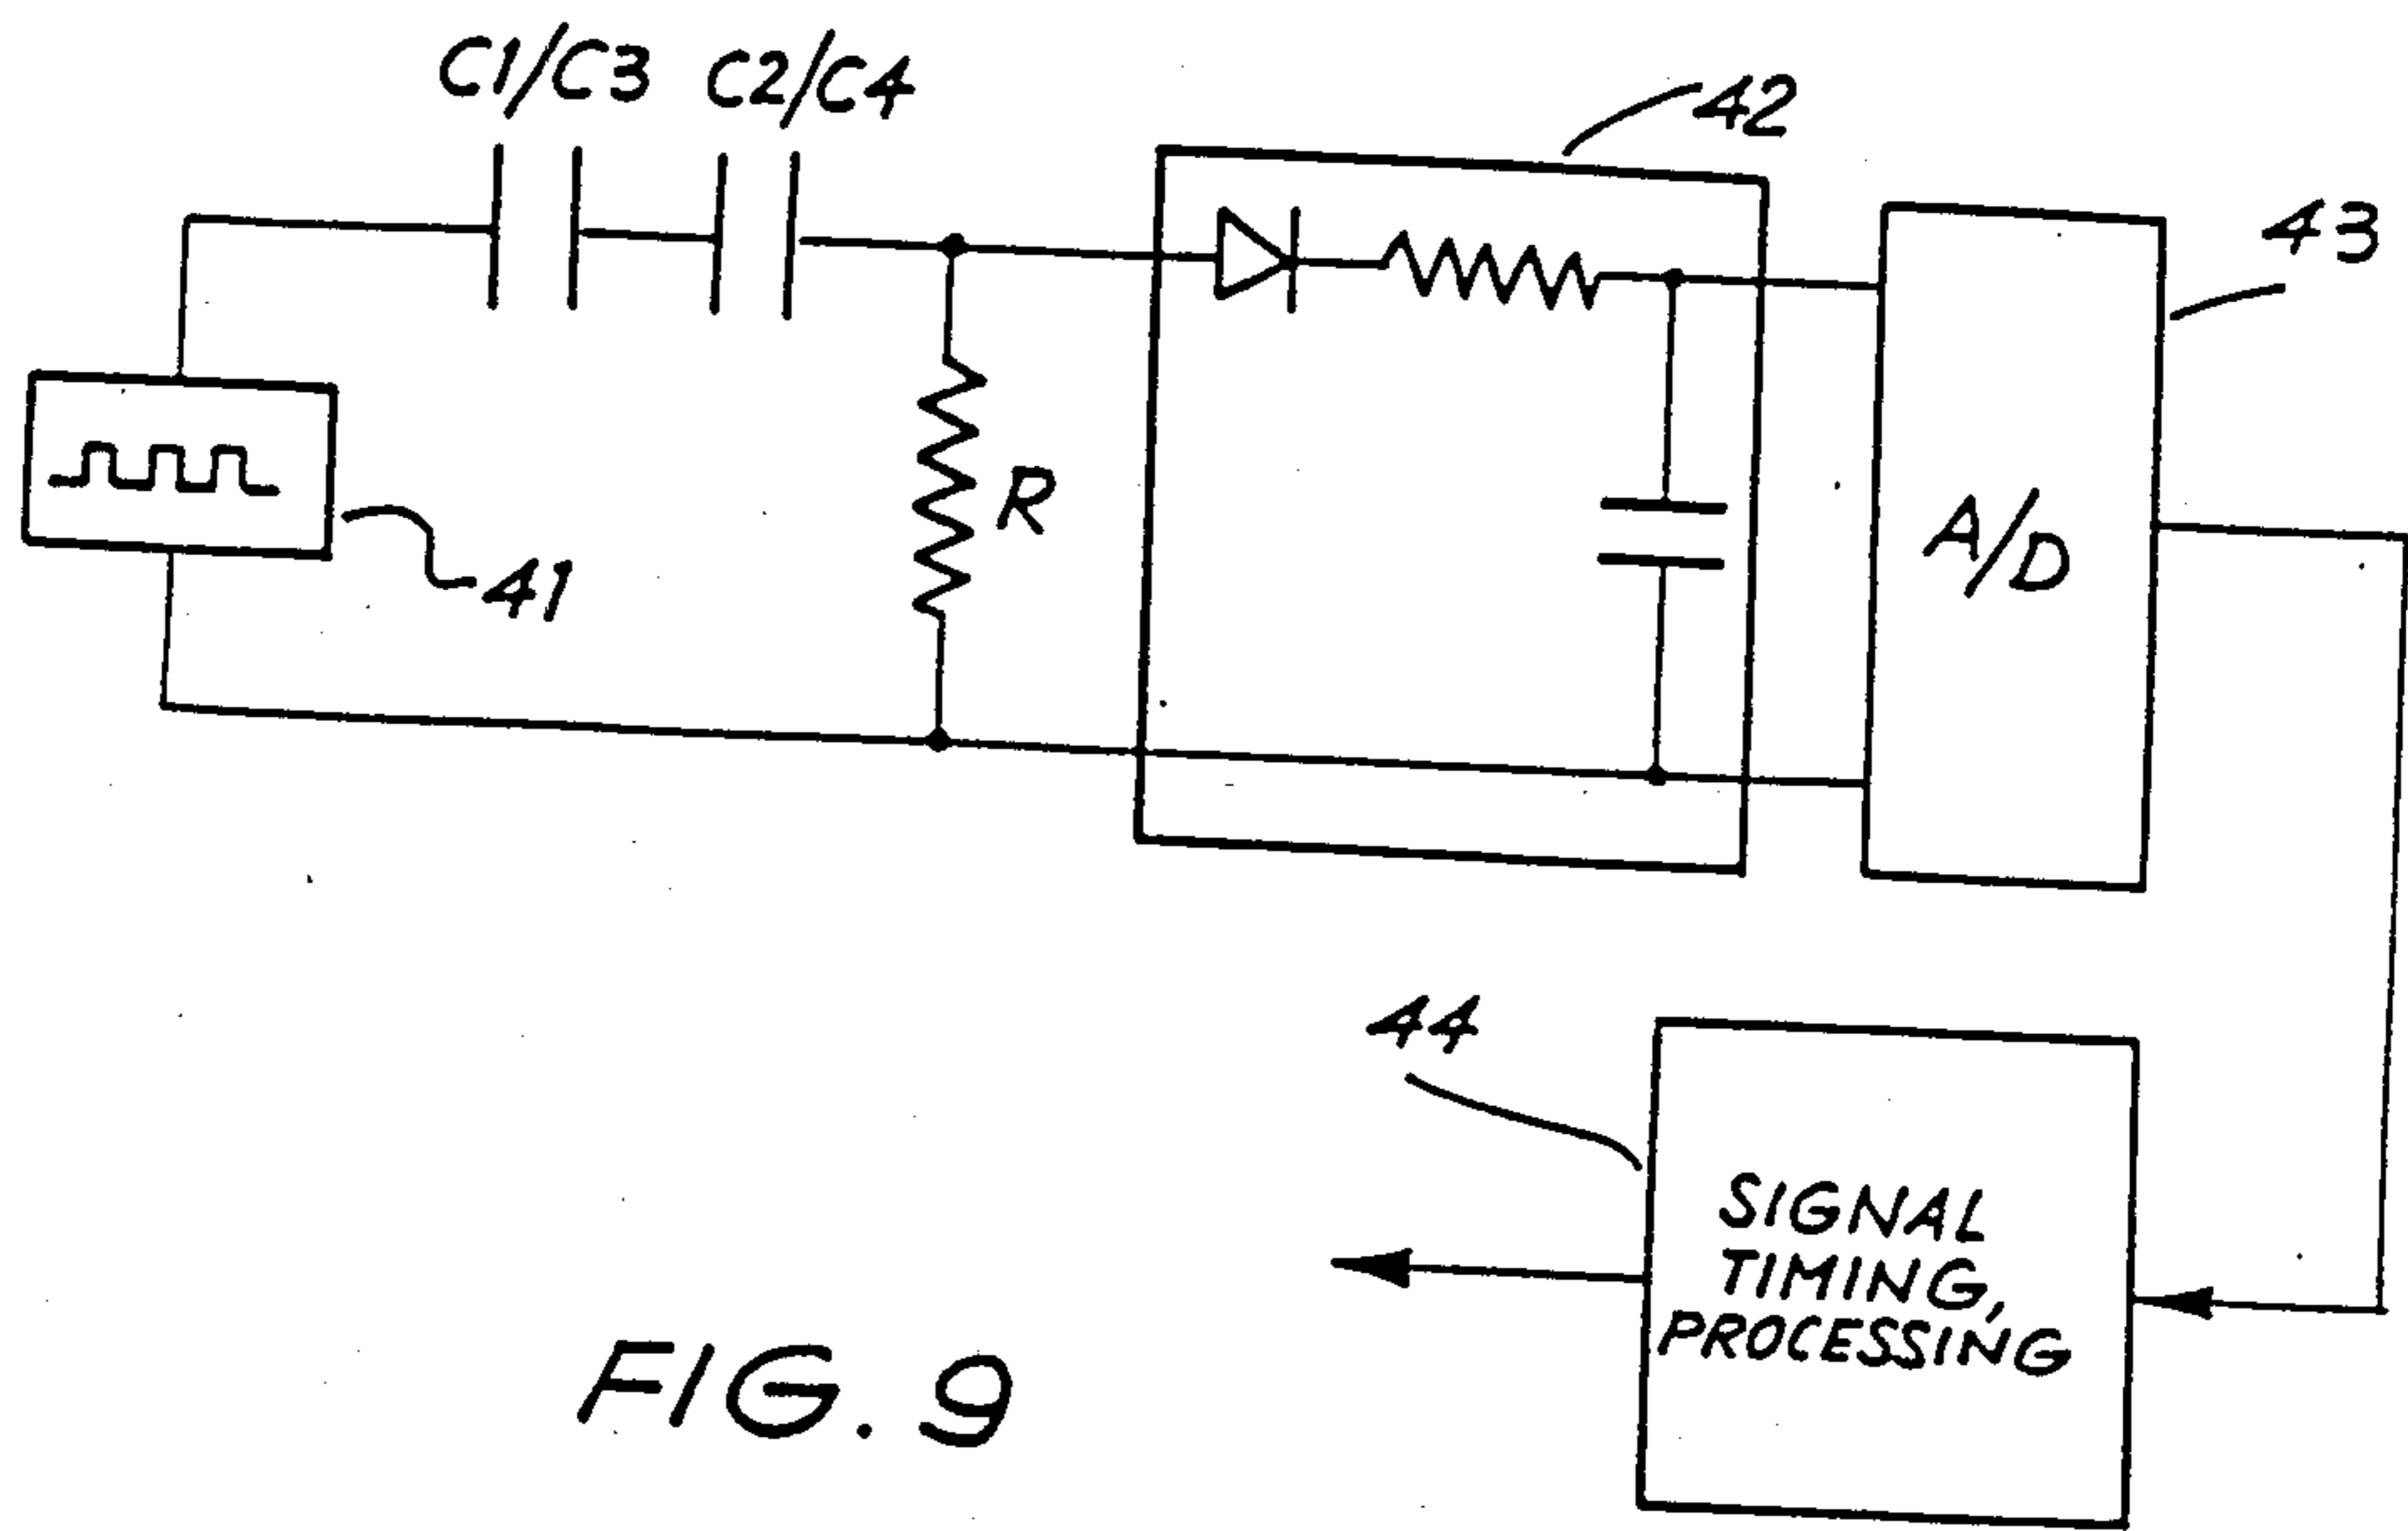 C1/C3 C2/C4
42
43
41
R
A/D
44
SIGNAL
TIMING,
PROCESSING
FIG. 9